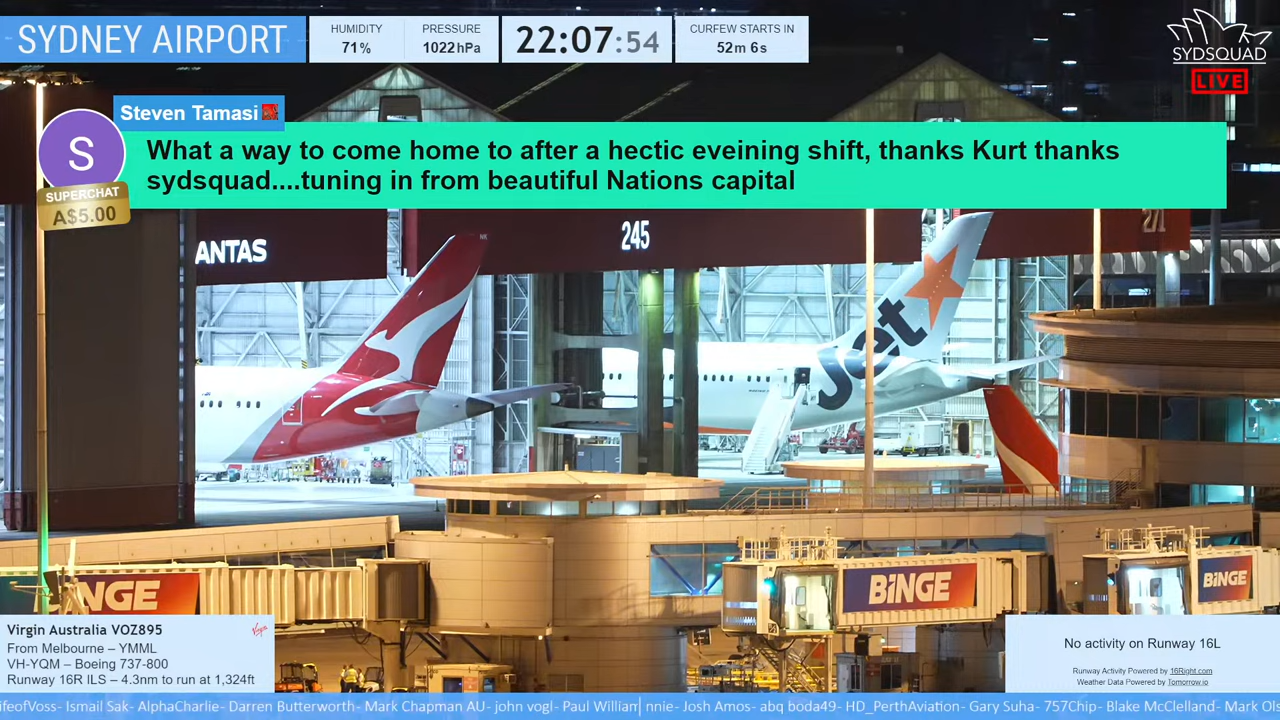 SYDNEY AIRPORT
HUMIDITY
71%
PRESSURE
1022hPa
22:07:54
CURFEW STARTS IN
52m 6s
SYDSQUAD
LIVE
Steven Tamasi
S
What a way to come home to after a hectic eveining shift, thanks Kurt thanks
sydsquad....tuning in from beautiful Nations capital
SUPERCHAT
A$5.00
ANTAS
245
271
NK
Jet
BINGE
BINGE
BINGE
Virgin Australia VOZ895
From Melbourne – YMML
VH-YQM – Boeing 737-800
Runway 16R ILS – 4.3nm to run at 1,324ft
Virgin
No activity on Runway 16L
Runway Activity Powered by 16Right.com
Weather Data Powered by Tomorrow.io
ifeofVoss- Ismail Sak- AlphaCharlie- Darren Butterworth- Mark Chapman AU- john vogl- Paul William| nnie- Josh Amos- abq boda49- HD_PerthAviation- Gary Suha- 757Chip- Blake McClelland- Mark Ols